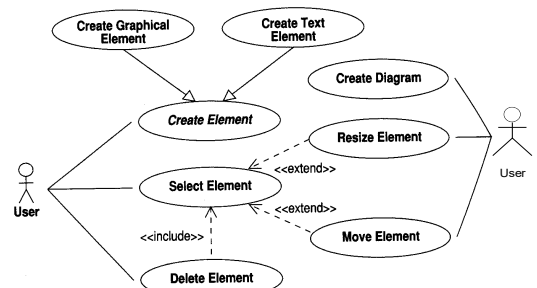 Create Graphical
Element
Create Text
Element
Create Diagram
Create Element
Resize Element
<<extend>>
User
Select Element
User
<<extend>>
<<include>>
Move Element
Delete Element